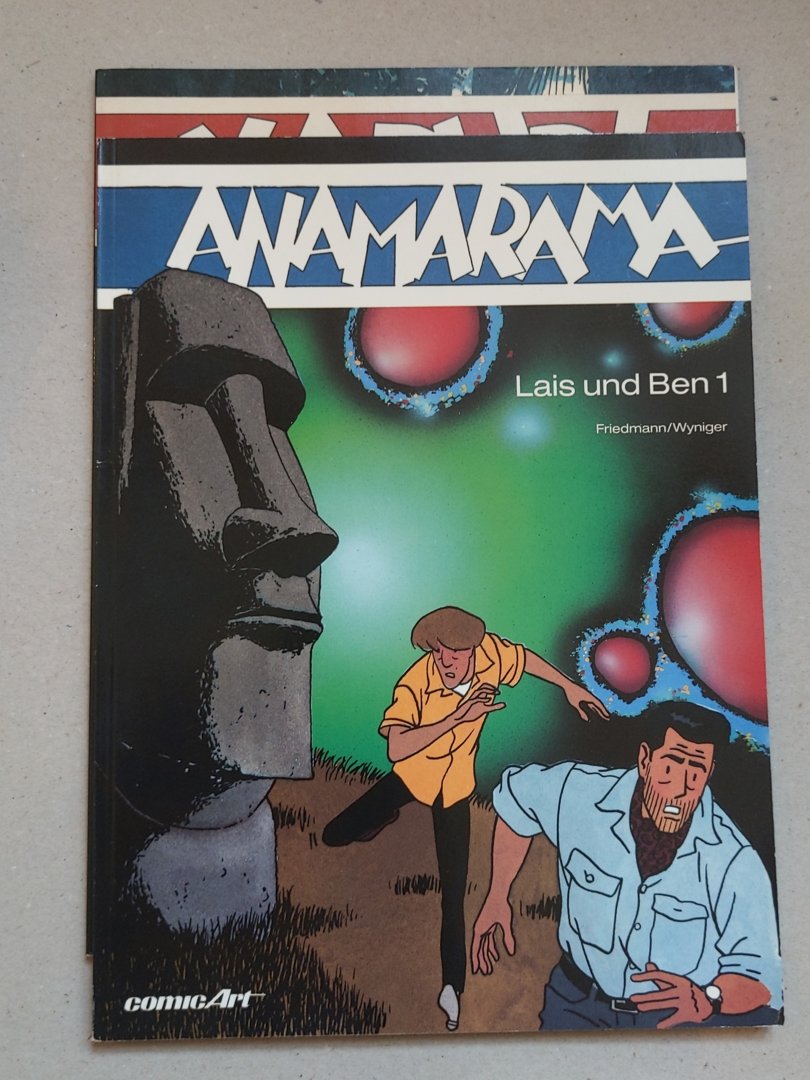 ANAMARAMA
Lais und Ben 1
Friedmann/Wyniger
comicArt